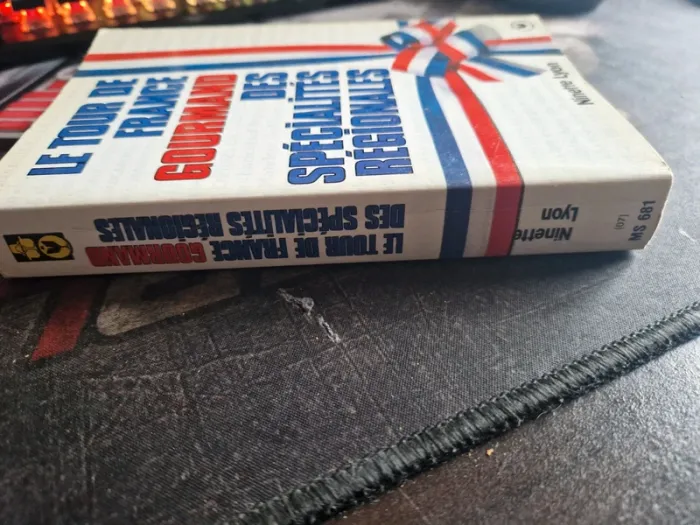 LE TOUR DE
FRANCE
GOURMAND
DES
SPÉCIALITÉS
RÉGIONALES
Ninette Lyon
LE TOUR DE FRANCE GOURMAND
DES SPÉCIALITÉS RÉGIONALES
Ninette
Lyon
(07)
MS 681